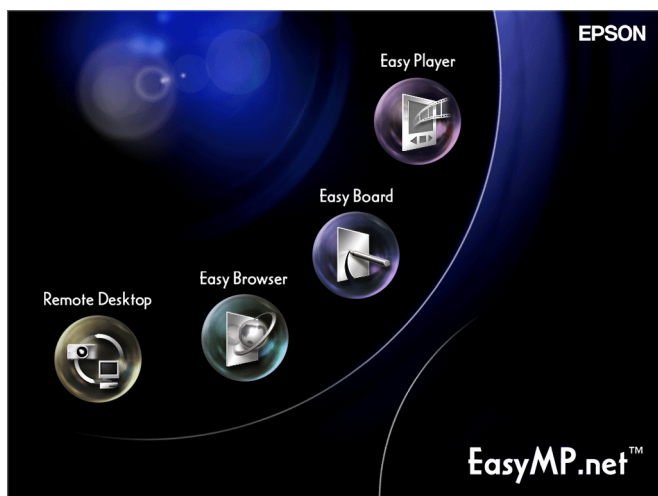 EPSON
Easy Player
Easy Board
Easy Browser
Remote Desktop
EasyMP.net™